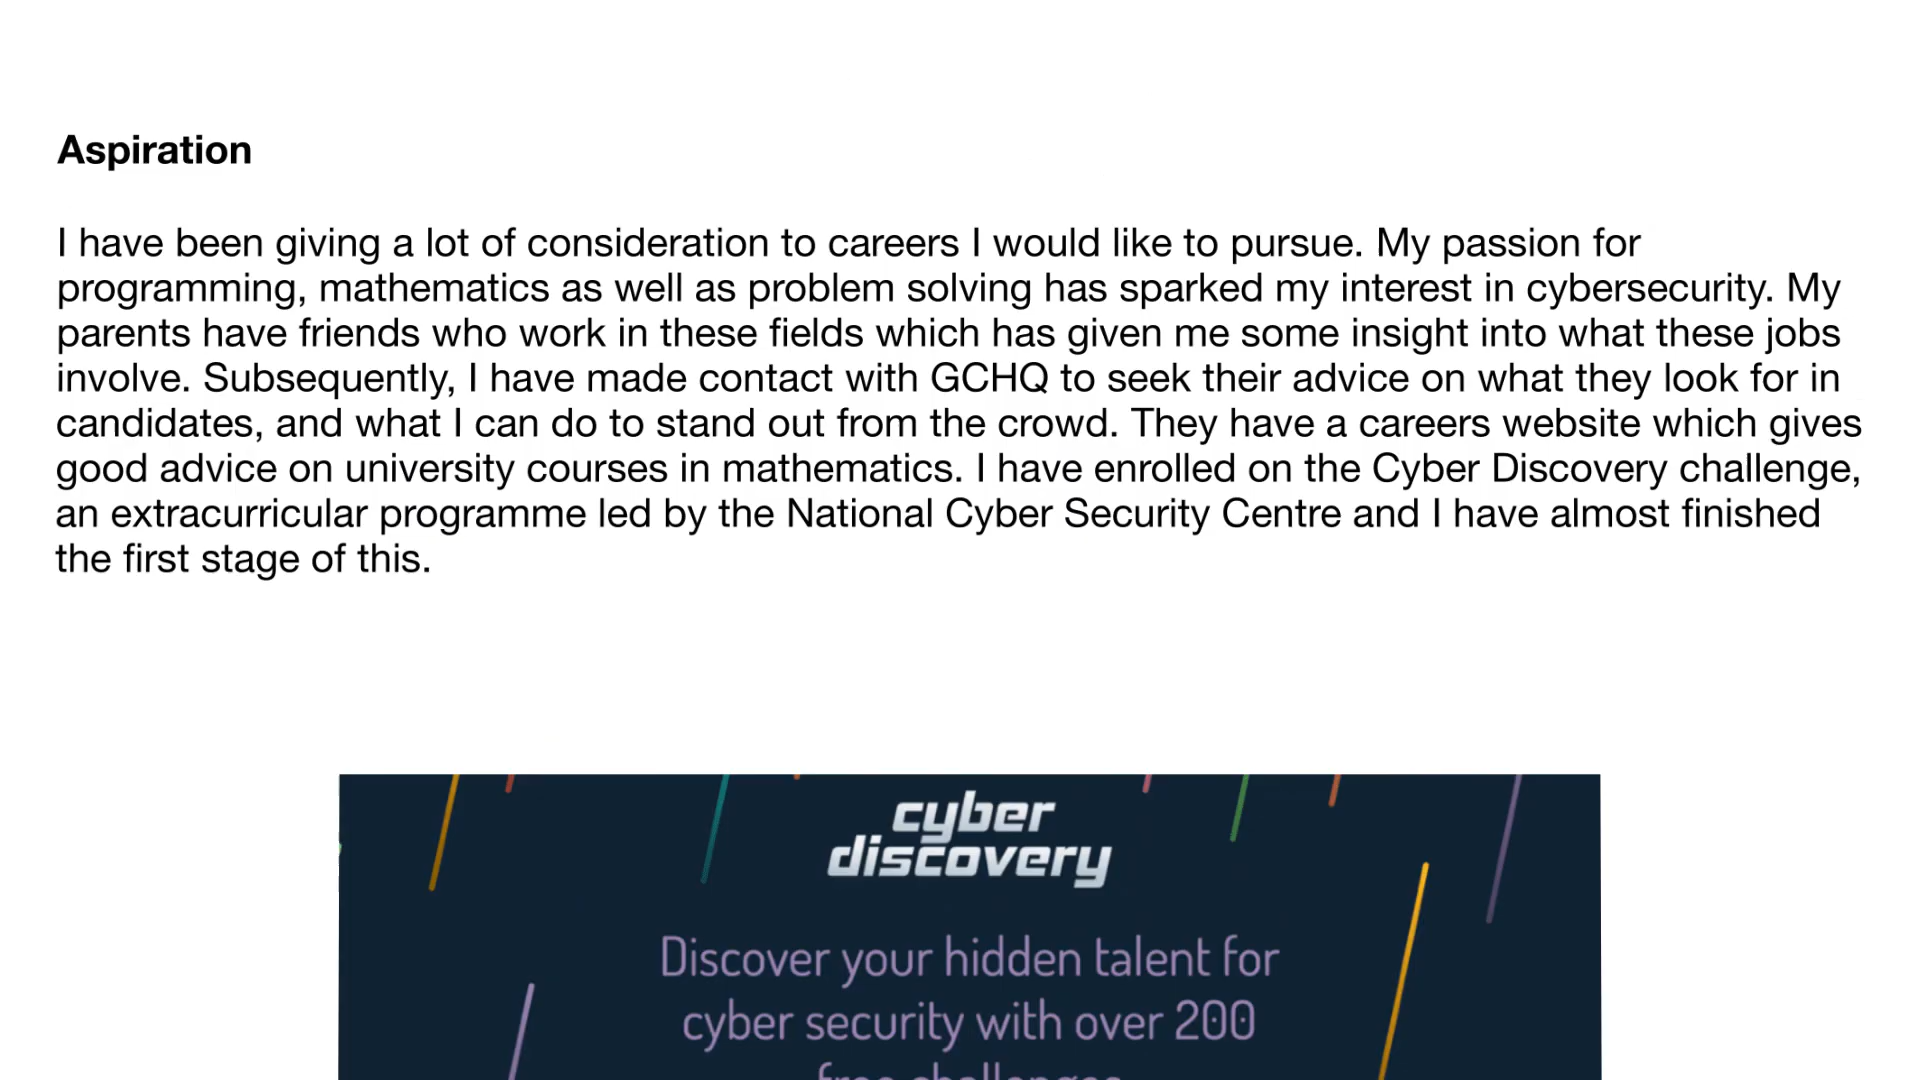 Aspiration
I have been giving a lot of consideration to careers I would like to pursue. My passion for
programming, mathematics as well as problem solving has sparked my interest in cybersecurity. My
parents have friends who work in these fields which has given me some insight into what these jobs
involve. Subsequently, I have made contact with GCHQ to seek their advice on what they look for in
candidates, and what I can do to stand out from the crowd. They have a careers website which gives
good advice on university courses in mathematics. I have enrolled on the Cyber Discovery challenge,
an extracurricular programme led by the National Cyber Security Centre and I have almost finished
the first stage of this.
cyber
discovery
Discover your hidden talent for
cyber security with over 200
free challenges